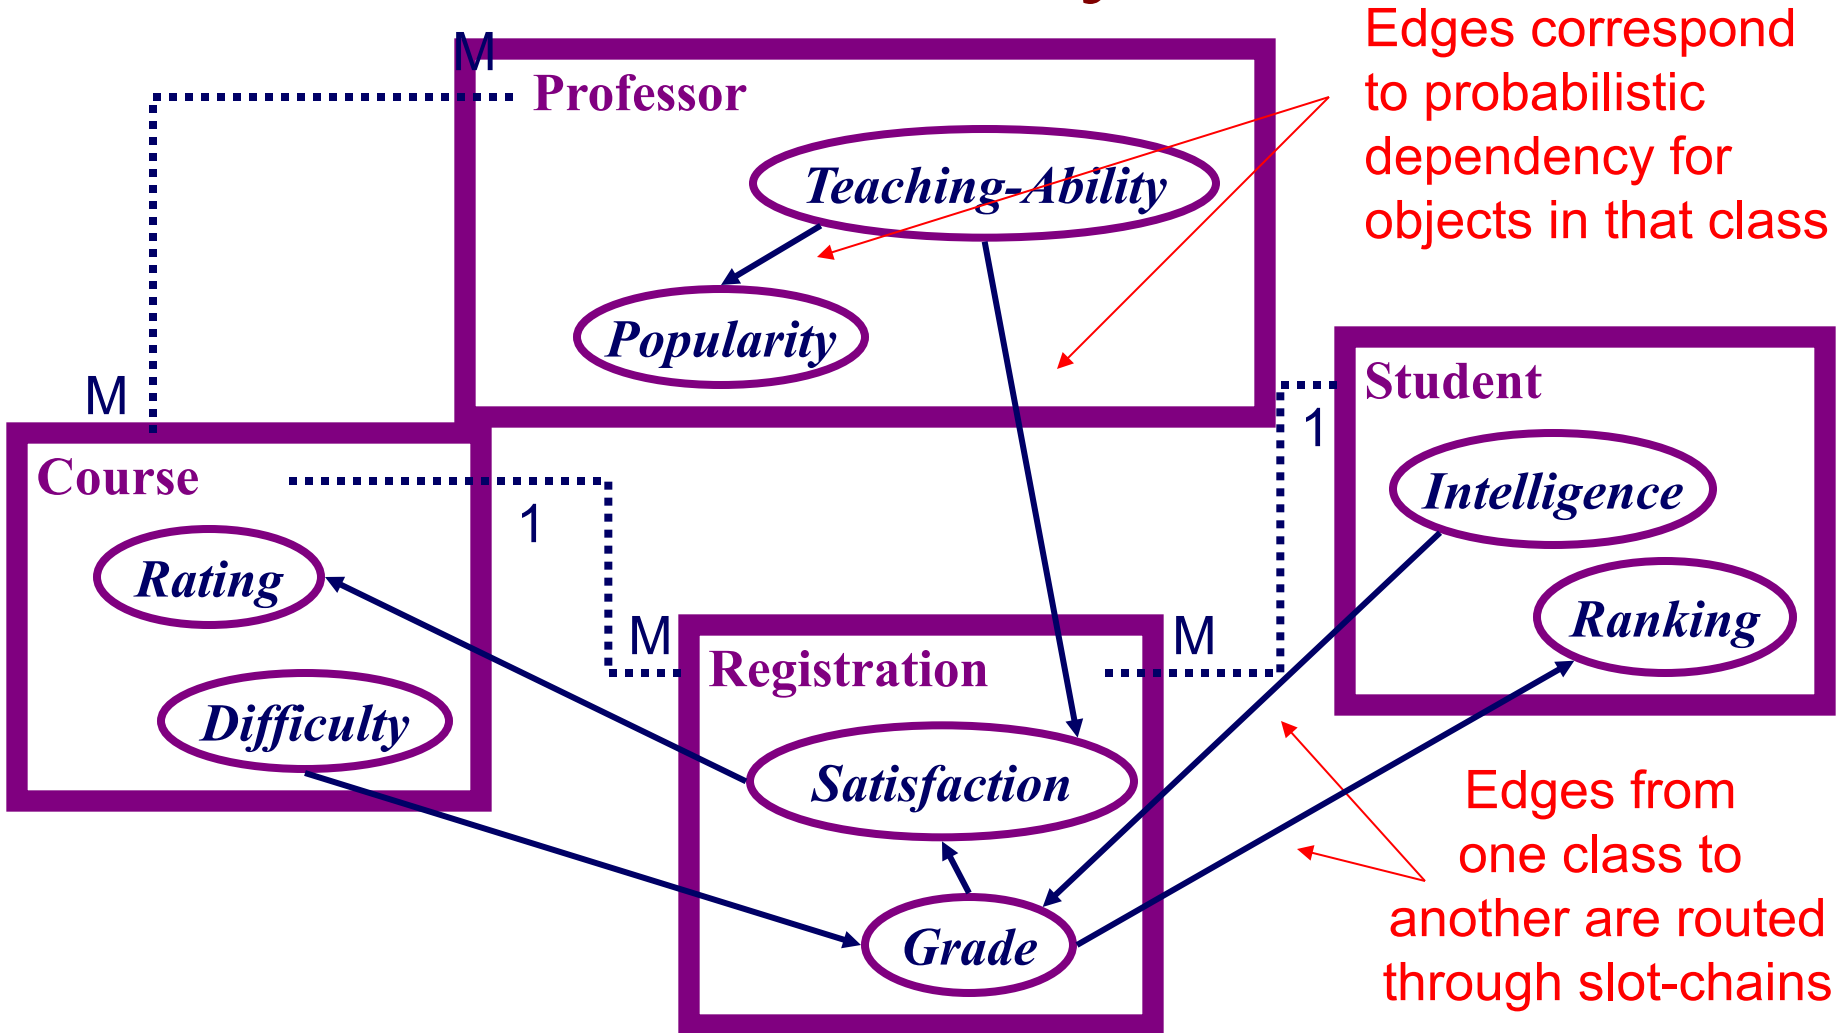 M
Professor
Teaching-Ability
Popularity
Edges correspond
to probabilistic
dependency for
objects in that class
M
Course
1
Rating
Difficulty
Student
1
Intelligence
Ranking
M
Registration
M
Satisfaction
Grade
Edges from
one class to
another are routed
through slot-chains